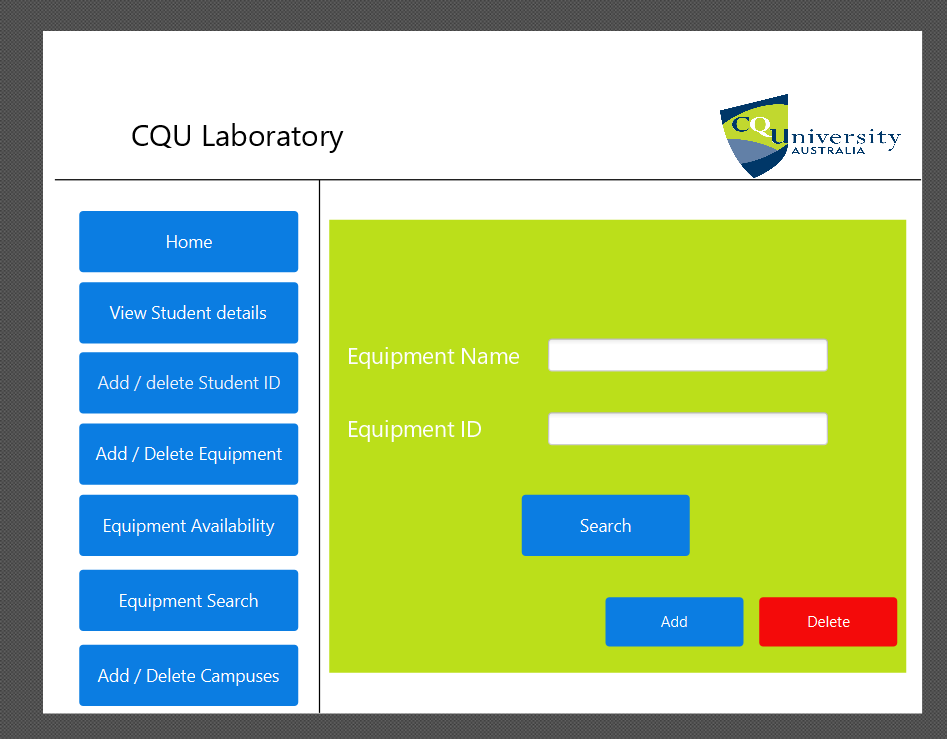 CQU Laboratory
CQUniversity
AUSTRALIA
Home
View Student details
Add / delete Student ID
Add / Delete Equipment
Equipment Availability
Equipment Search
Add / Delete Campuses
Equipment Name
Equipment ID
Search
Add
Delete